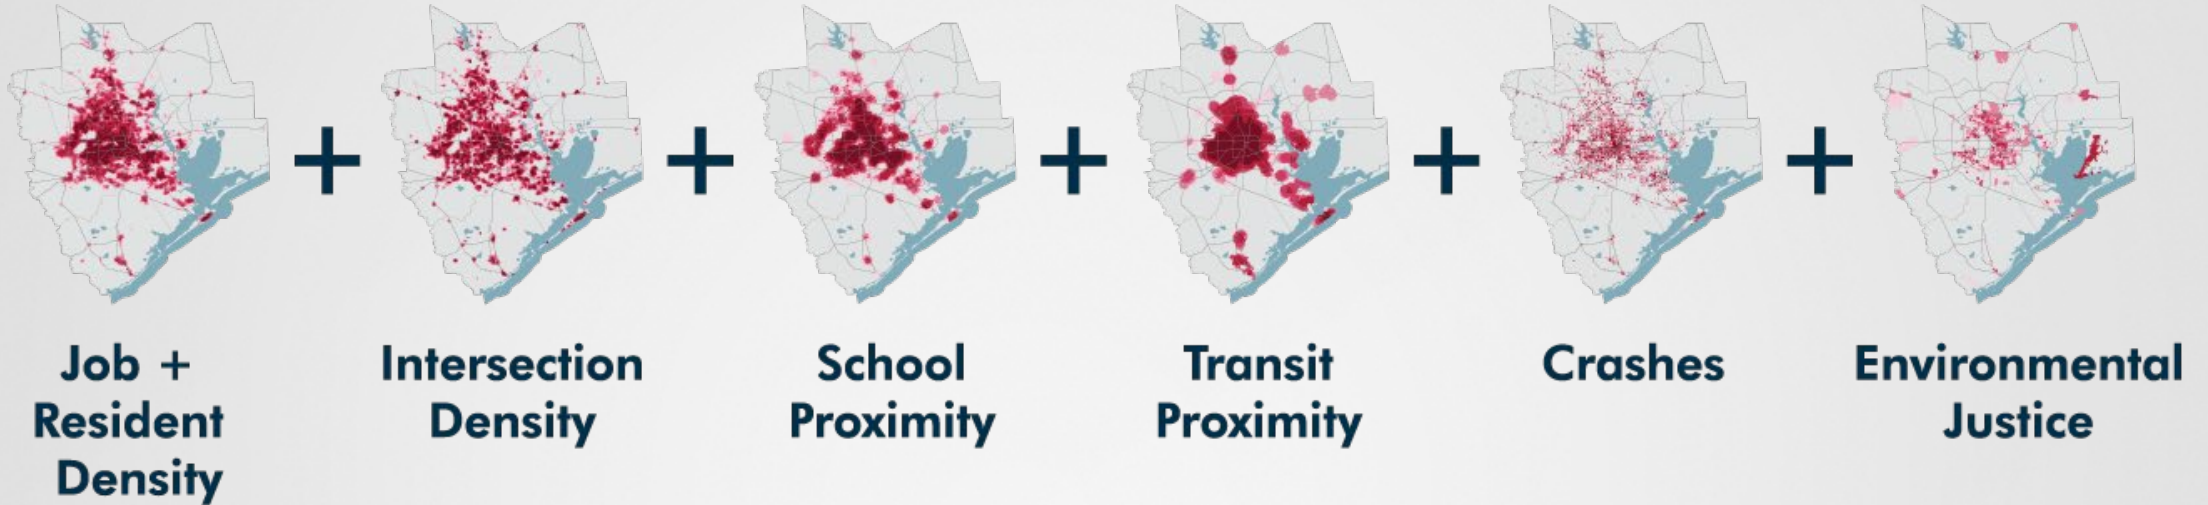 Job +
Resident
Density
+
Intersection
Density
+
School
Proximity
+
Transit
Proximity
+
Crashes
+
Environmental
Justice